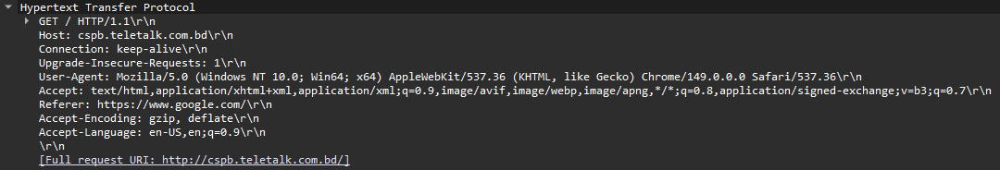 Hypertext Transfer Protocol
GET / HTTP/1.1\r\n
Host: cspb.teletalk.com.bd\r\n
Connection: keep-alive\r\n
Upgrade-Insecure-Requests: 1\r\n
User-Agent: Mozilla/5.0 (Windows NT 10.0; Win64; x64) AppleWebKit/537.36 (KHTML, like Gecko) Chrome/149.0.0.0 Safari/537.36\r\n
Accept: text/html,application/xhtml+xml,application/xml;q=0.9,image/avif,image/webp,image/apng,*/*;q=0.8,application/signed-exchange;v=b3;q=0.7\r\n
Referer: https://www.google.com/\r\n
Accept-Encoding: gzip, deflate\r\n
Accept-Language: en-US,en;q=0.9\r\n
\r\n
[Full request URI: http://cspb.teletalk.com.bd/]